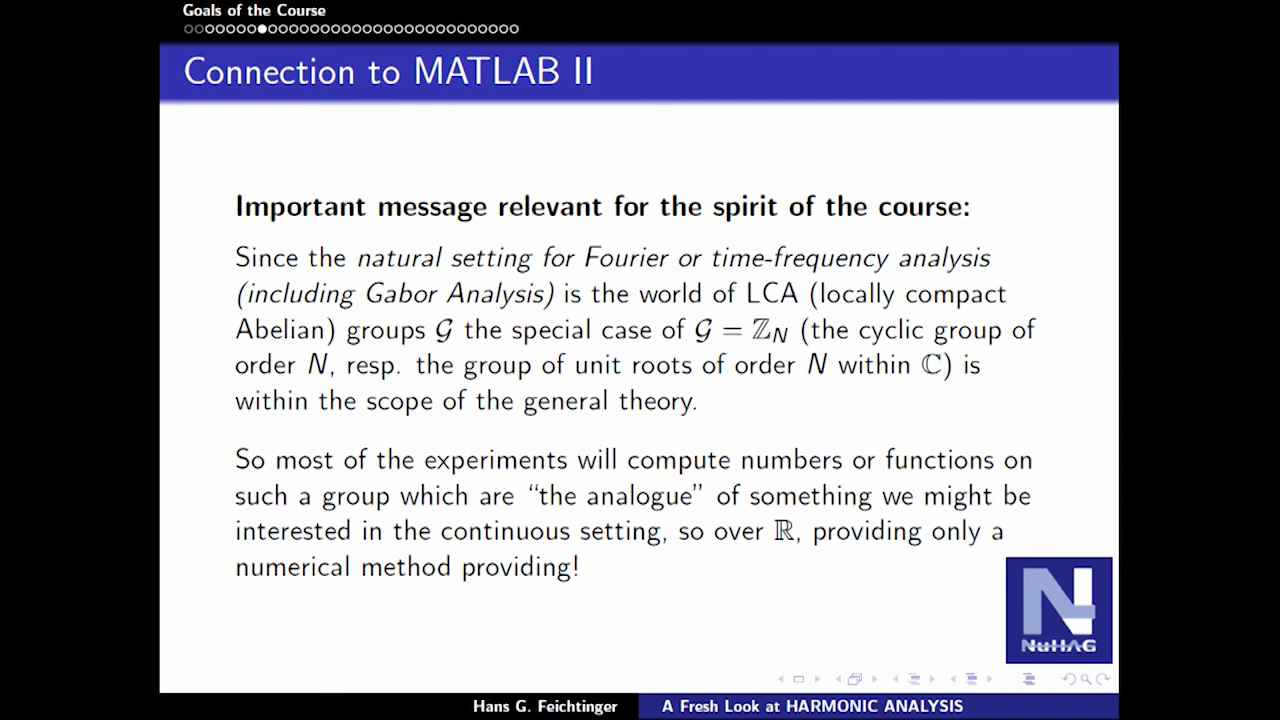 Goals of the Course
Connection to MATLAB II
Important message relevant for the spirit of the course:
Since the natural setting for Fourier or time-frequency analysis
(including Gabor Analysis) is the world of LCA (locally compact
Abelian) groups 𝒢 the special case of 𝒢 = ℤ_N (the cyclic group of
order N, resp. the group of unit roots of order N within ℂ) is
within the scope of the general theory.
So most of the experiments will compute numbers or functions on
such a group which are “the analogue” of something we might be
interested in the continuous setting, so over ℝ, providing only a
numerical method providing!
N
NuHAG
Hans G. Feichtinger
A Fresh Look at HARMONIC ANALYSIS